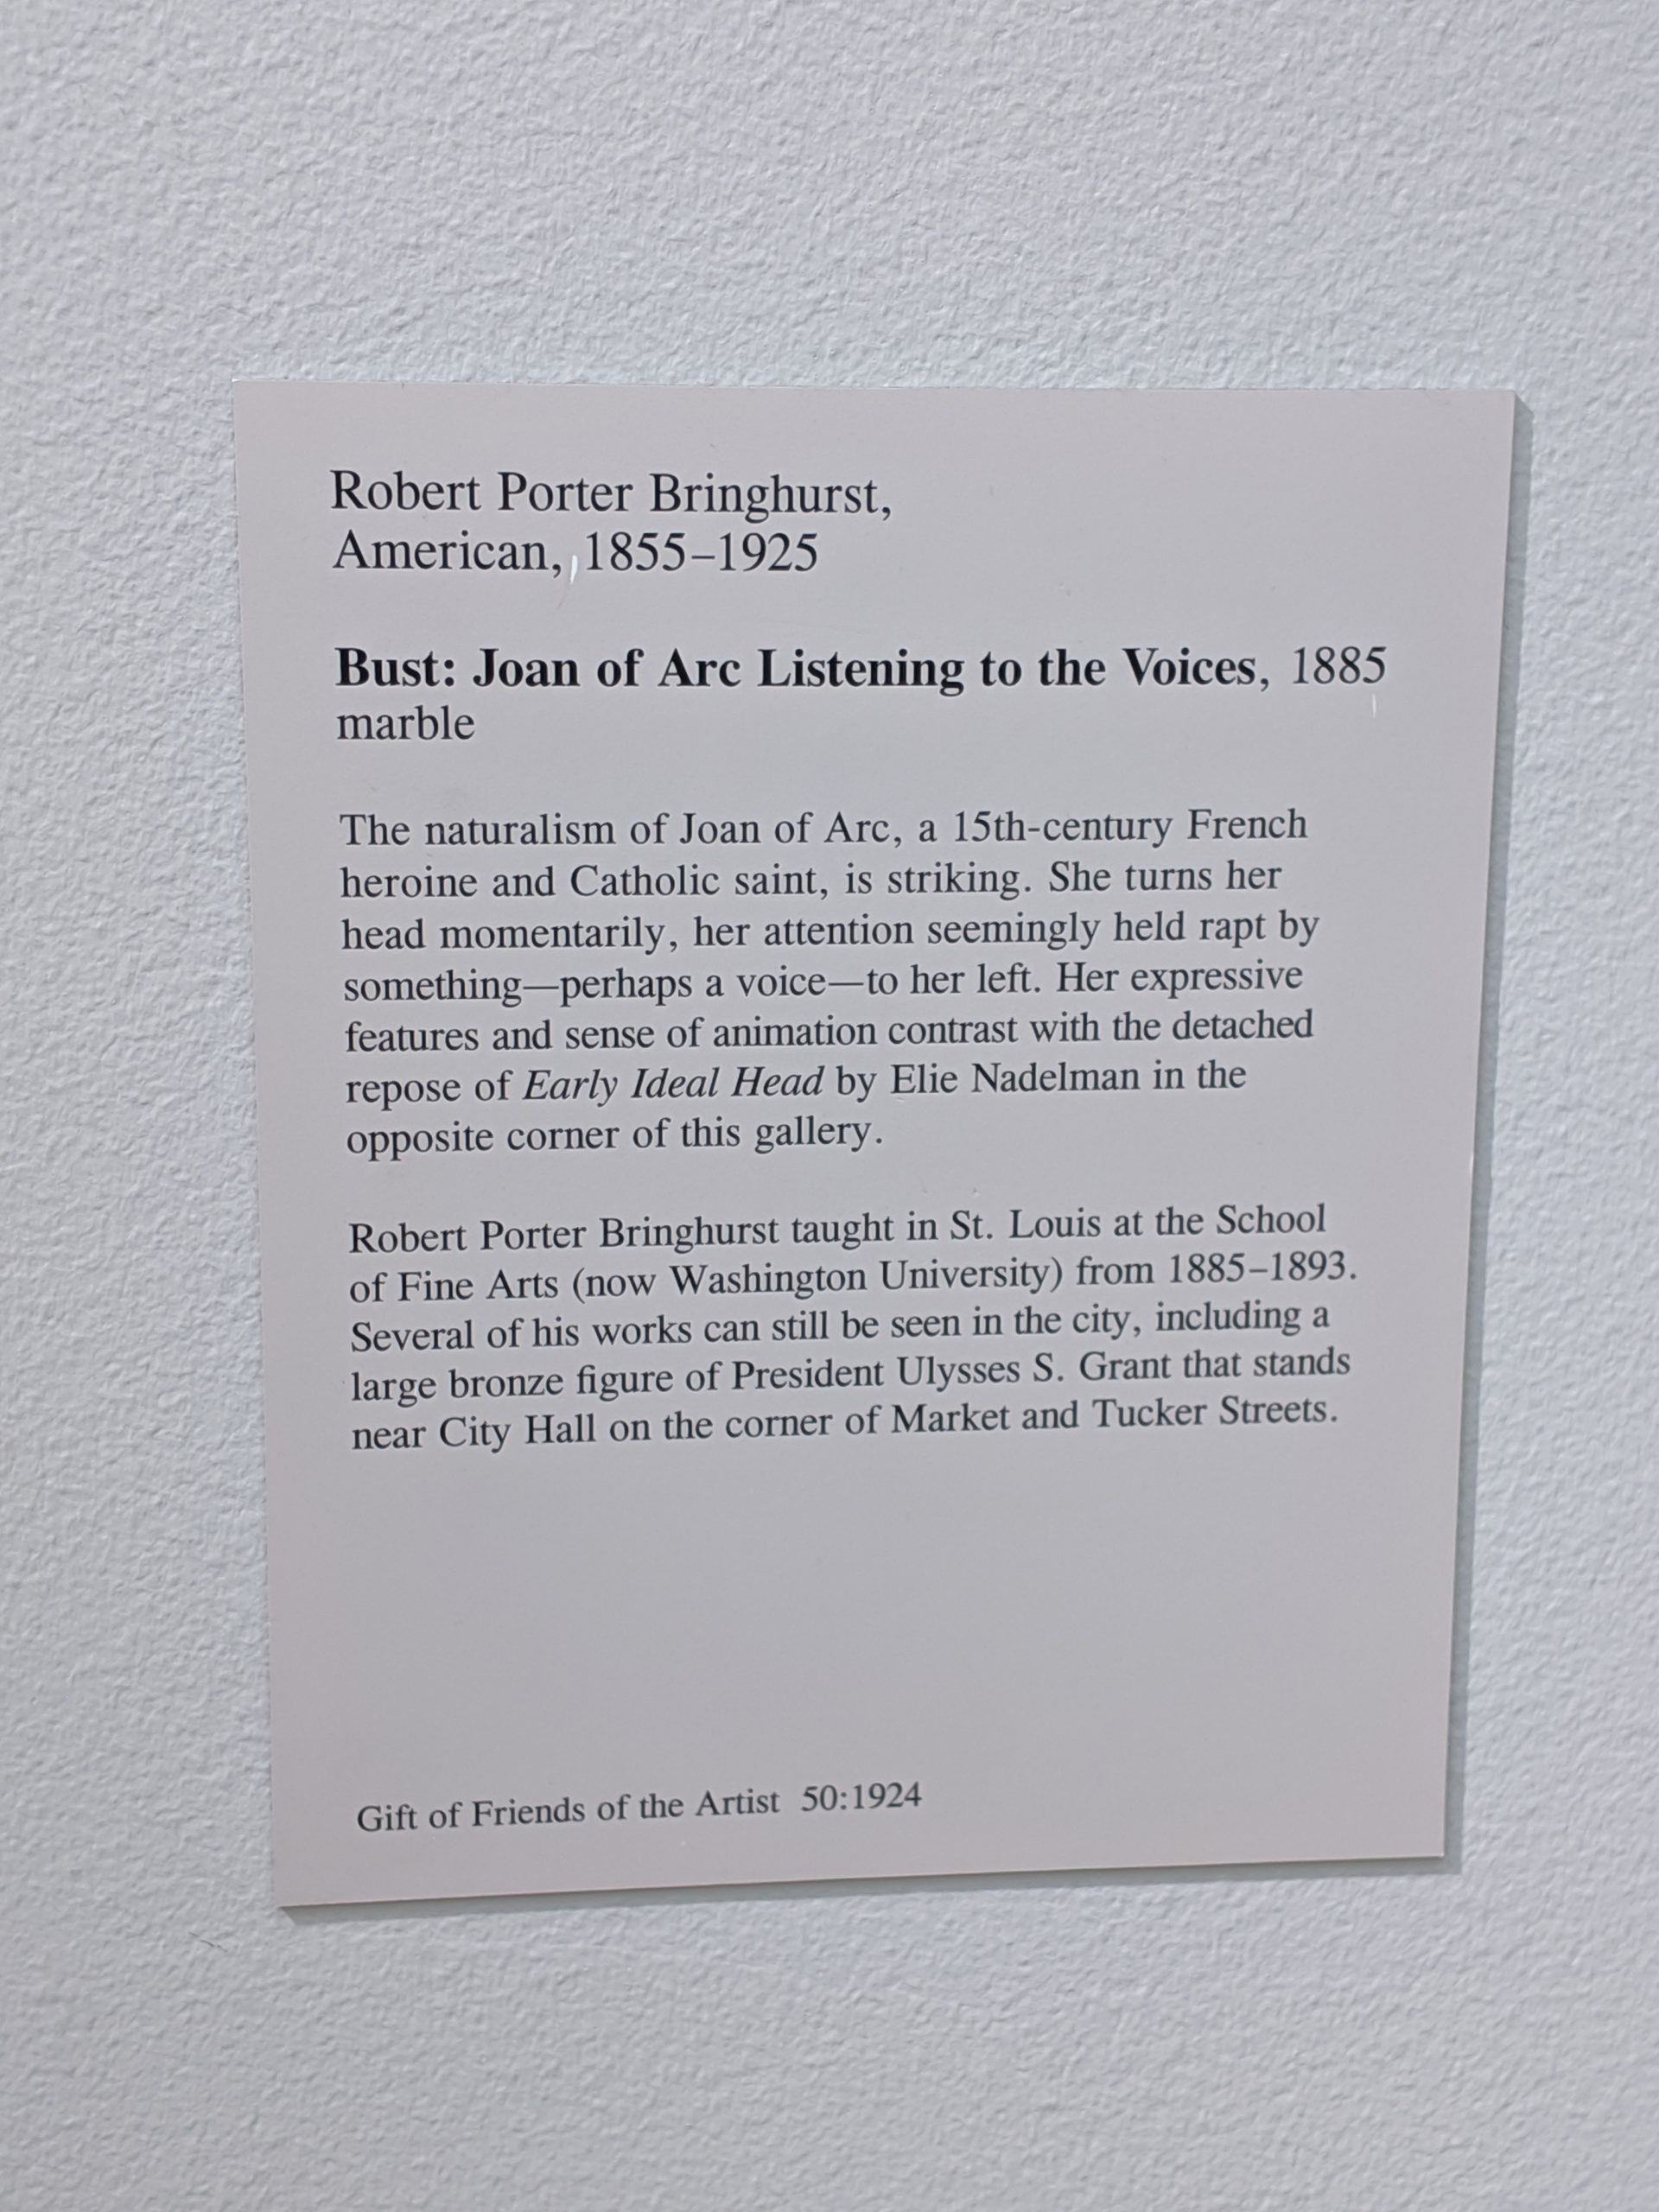 Robert Porter Bringhurst,
American, 1855–1925
Bust: Joan of Arc Listening to the Voices, 1885
marble
The naturalism of Joan of Arc, a 15th-century French
heroine and Catholic saint, is striking. She turns her
head momentarily, her attention seemingly held rapt by
something—perhaps a voice—to her left. Her expressive
features and sense of animation contrast with the detached
repose of Early Ideal Head by Elie Nadelman in the
opposite corner of this gallery.
Robert Porter Bringhurst taught in St. Louis at the School
of Fine Arts (now Washington University) from 1885–1893.
Several of his works can still be seen in the city, including a
large bronze figure of President Ulysses S. Grant that stands
near City Hall on the corner of Market and Tucker Streets.
Gift of Friends of the Artist 50:1924